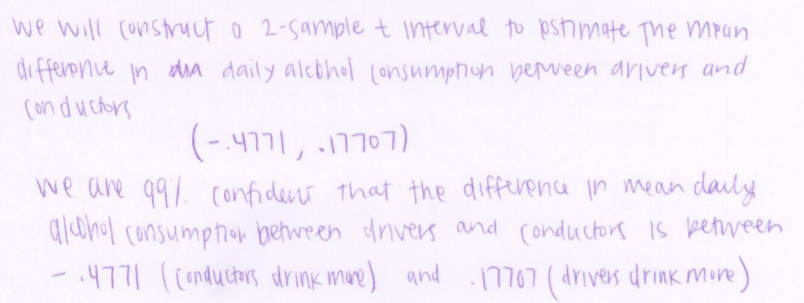 we will construct a 2-sample t interval to estimate the mean
difference in daily alcohol consumption between drivers and
conductors
(-.4771, .17707)
we are 99% confident that the difference in mean daily
alcohol consumption between drivers and conductors is between
-.4771 (conductors drink more) and .17707 (drivers drink more)